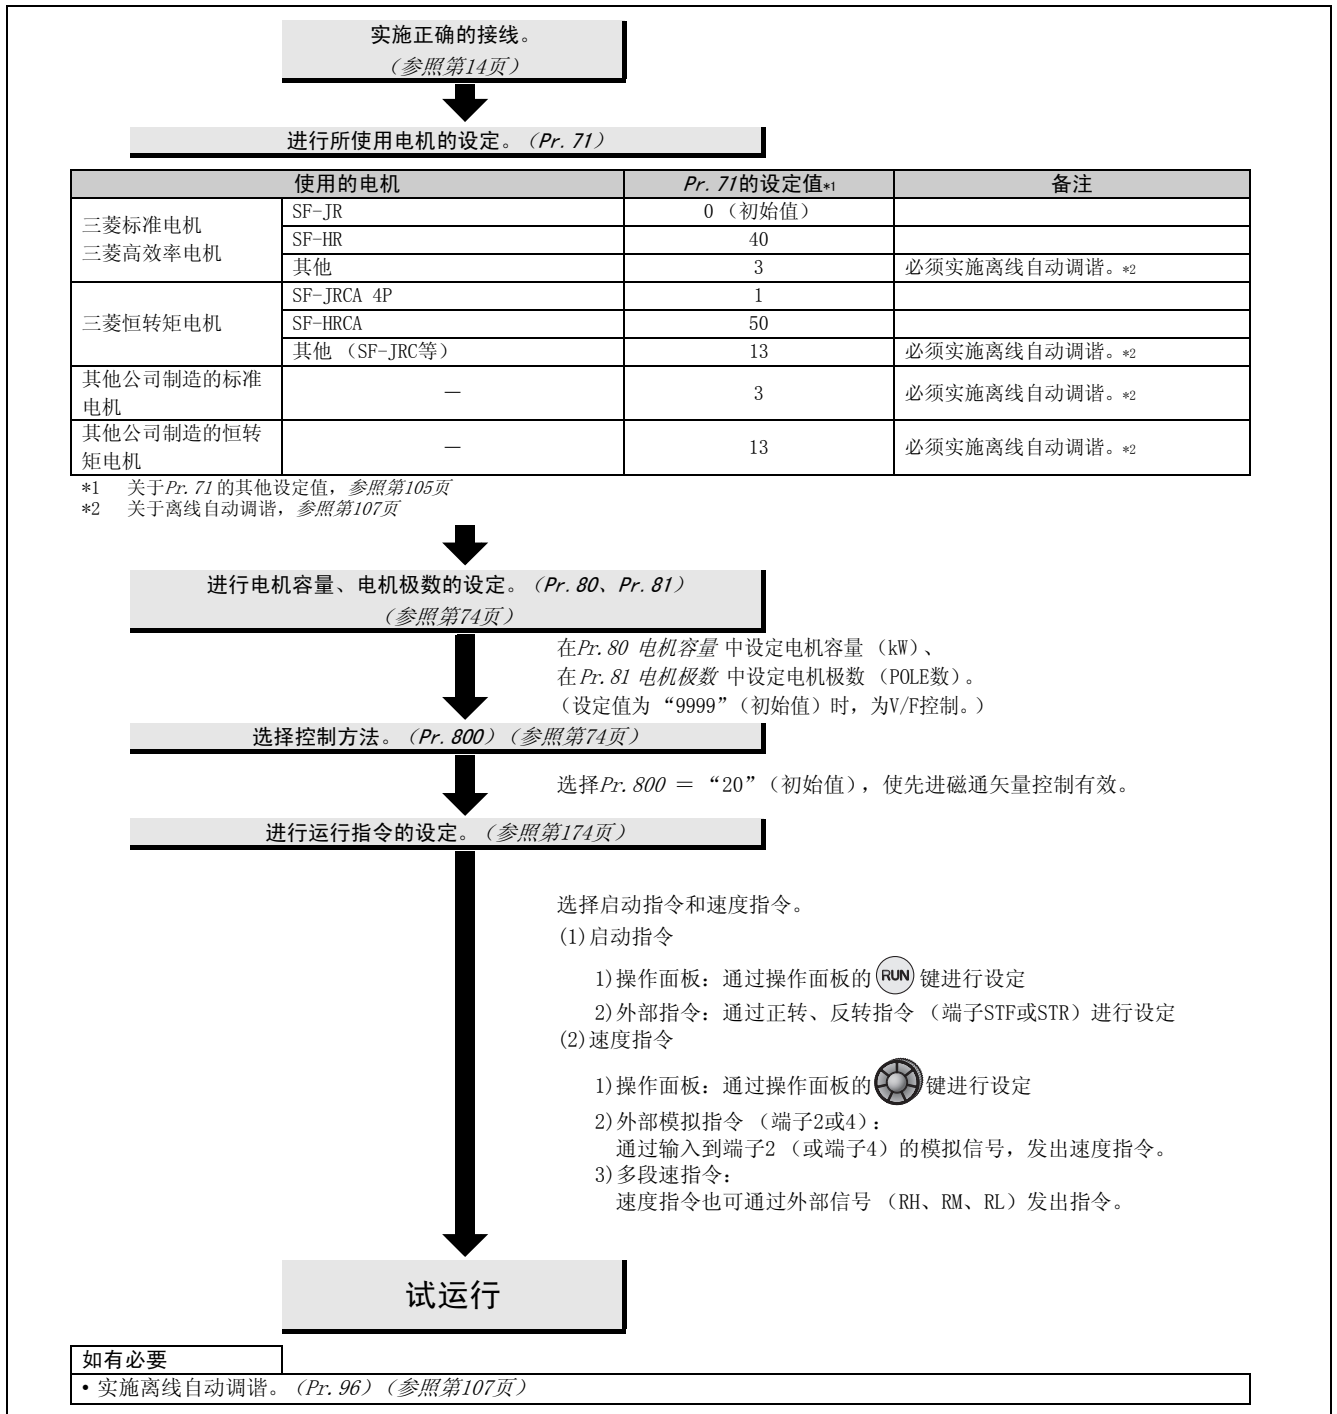 实施正确的接线。
（参照第14页）
进行所使用电机的设定。（Pr. 71）
使用的电机 Pr. 71的设定值*1 备注
三菱标准电机
三菱高效率电机
SF-JR 0 （初始值）
SF-HR 40
其他 3 必须实施离线自动调谐。*2
三菱恒转矩电机
SF-JRCA 4P 1
SF-HRCA 50
其他 （SF-JRC等） 13 必须实施离线自动调谐。*2
其他公司制造的标准
电机
— 3 必须实施离线自动调谐。*2
其他公司制造的恒转
矩电机
— 13 必须实施离线自动调谐。*2
*1 关于Pr. 71 的其他设定值，参照第105页
*2 关于离线自动调谐，参照第107页
进行电机容量、电机极数的设定。（Pr. 80、Pr. 81）
（参照第74页）
在Pr. 80 电机容量 中设定电机容量 （kW）、
在 Pr. 81 电机极数 中设定电机极数 （POLE数）。
（设定值为 “9999”（初始值）时，为V/F控制。）
选择控制方法。（Pr. 800）（参照第74页）
选择Pr. 800 = “20”（初始值），使先进磁通矢量控制有效。
进行运行指令的设定。（参照第174页）
选择启动指令和速度指令。
(1)启动指令
1)操作面板：通过操作面板的 RUN 键进行设定
2)外部指令：通过正转、反转指令 （端子STF或STR）进行设定
(2)速度指令
1)操作面板：通过操作面板的 键进行设定
2)外部模拟指令 （端子2或4）：
通过输入到端子2 （或端子4）的模拟信号，发出速度指令。
3)多段速指令：
速度指令也可通过外部信号 （RH、RM、RL）发出指令。
试运行
如有必要
• 实施离线自动调谐。（Pr. 96）（参照第107页）